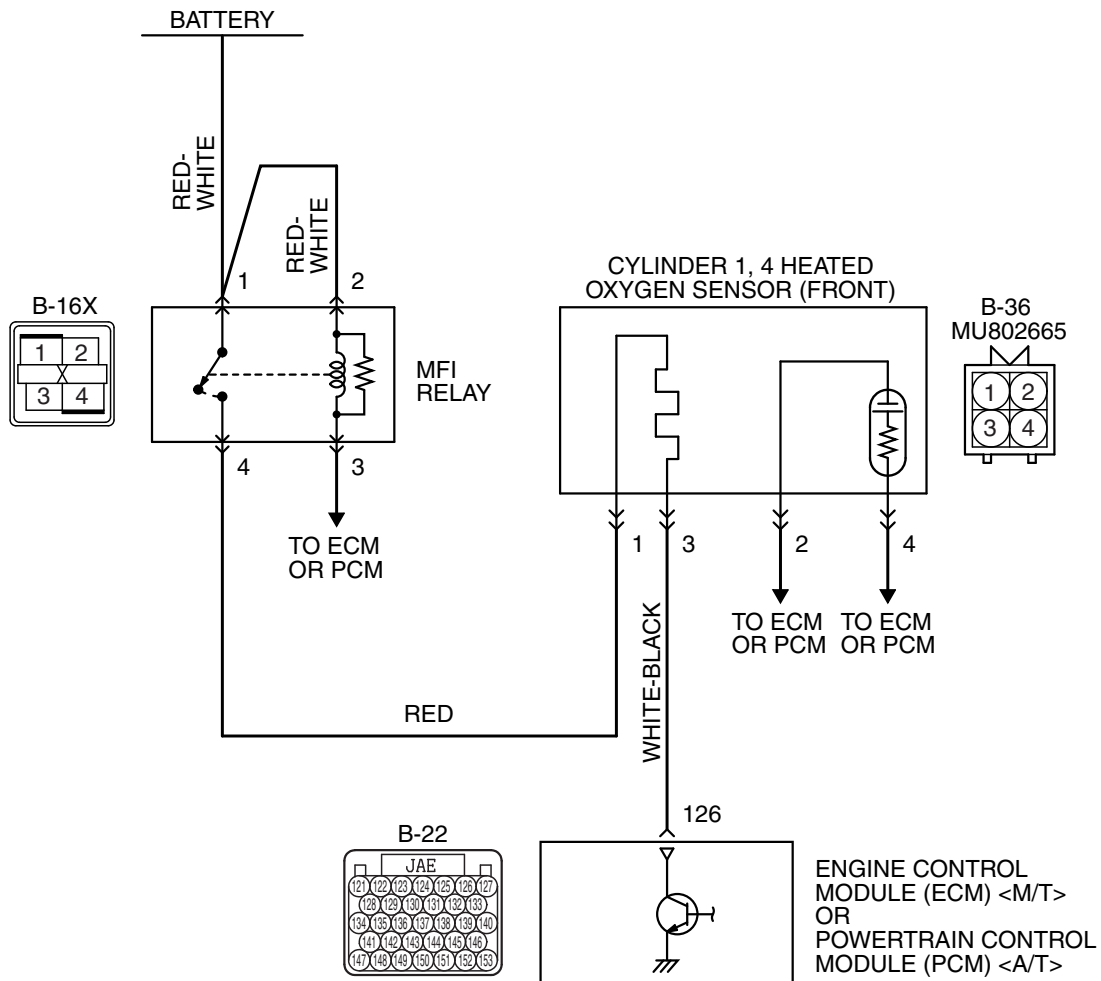 BATTERY
RED-
WHITE
RED-
WHITE
1
2
B-16X
1 2
3 4
MFI
RELAY
4
3
TO ECM
OR PCM
CYLINDER 1, 4 HEATED
OXYGEN SENSOR (FRONT)
B-36
MU802665
1 2
3 4
1
3
2
4
TO ECM
OR PCM
TO ECM
OR PCM
RED
WHITE-BLACK
126
B-22
JAE
121 122 123 124 125 126 127
128 129 130 131 132 133
134 135 136 137 138 139 140
141 142 143 144 145 146
147 148 149 150 151 152 153
ENGINE CONTROL
MODULE (ECM) <M/T>
OR
POWERTRAIN CONTROL
MODULE (PCM) <A/T>